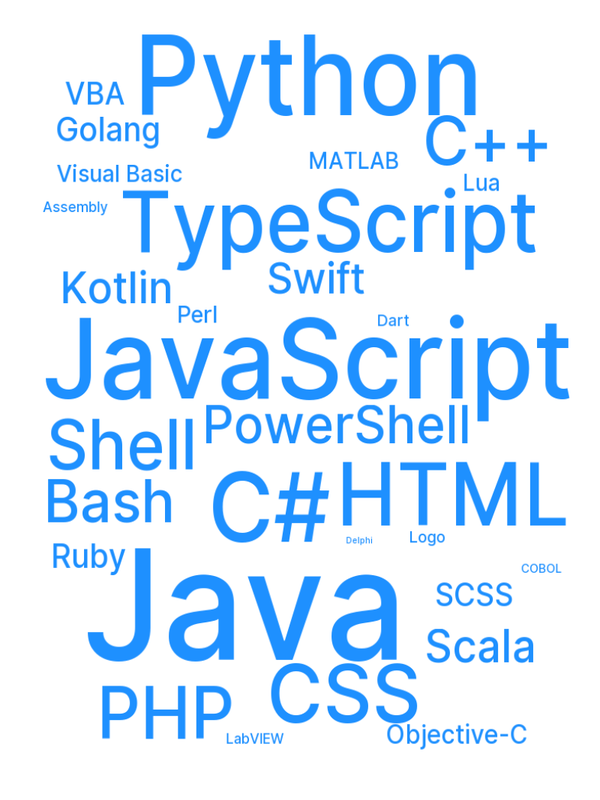 Python
VBA
Golang
C++
MATLAB
Visual Basic
Lua
Assembly
TypeScript
Swift
Kotlin
Perl
Dart
JavaScript
PowerShell
Shell
Bash
C#
HTML
Delphi
Logo
Ruby
Java
COBOL
SCSS
Scala
CSS
PHP
LabVIEW
Objective-C